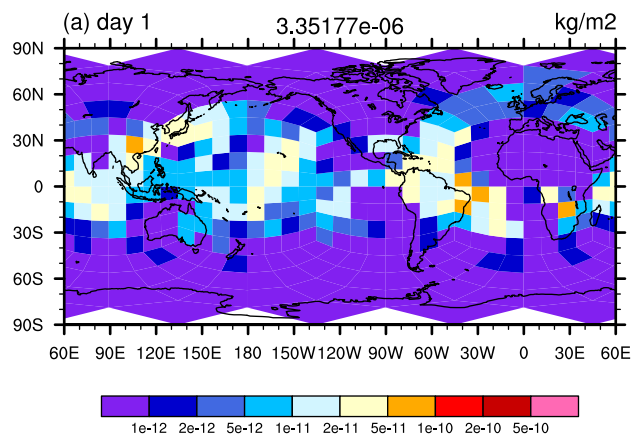 (a) day 1 3.35177e-06 kg/m2
90N
60N
30N
0
30S
60S
90S
60E 90E 120E 150E 180 150W 120W 90W 60W 30W 0 30E 60E
1e-12 2e-12 5e-12 1e-11 2e-11 5e-11 1e-10 2e-10 5e-10